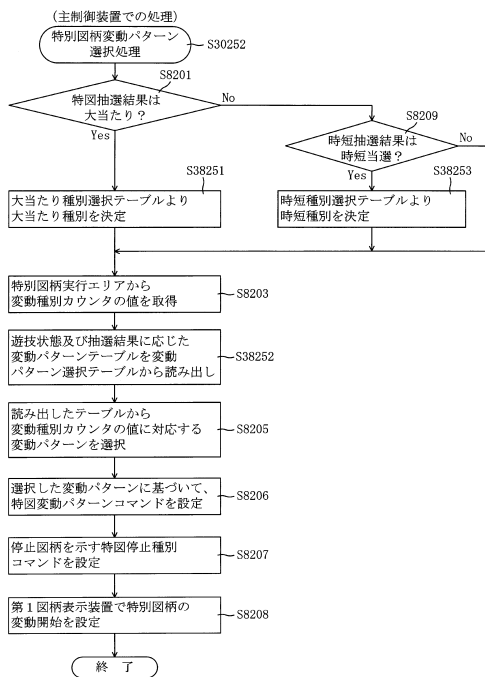 (主制御装置での処理)
特別図柄変動パターン
選択処理
S30252
S8201
特図抽選結果は
大当たり？
No
Yes
S8209
時短抽選結果は
時短当選？
No
Yes
S38251
大当たり種別選択テーブルより
大当たり種別を決定
S38253
時短種別選択テーブルより
時短種別を決定
特別図柄実行エリアから
変動種別カウンタの値を取得
S8203
遊技状態及び抽選結果に応じた
変動パターンテーブルを変動
パターン選択テーブルから読み出し
S38252
読み出したテーブルから
変動種別カウンタの値に対応する
変動パターンを選択
S8205
選択した変動パターンに基づいて、
特図変動パターンコマンドを設定
S8206
停止図柄を示す特図停止種別
コマンドを設定
S8207
第１図柄表示装置で特別図柄の
変動開始を設定
S8208
終 了